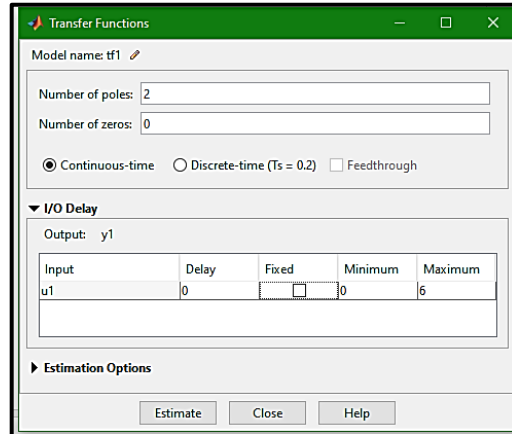 Transfer Functions
Model name: tf1
Number of poles: 2
Number of zeros: 0
Continuous-time Discrete-time (Ts = 0.2) Feedthrough
I/O Delay
Output: y1
Input Delay Fixed Minimum Maximum
u1 0 0 6
Estimation Options
Estimate Close Help